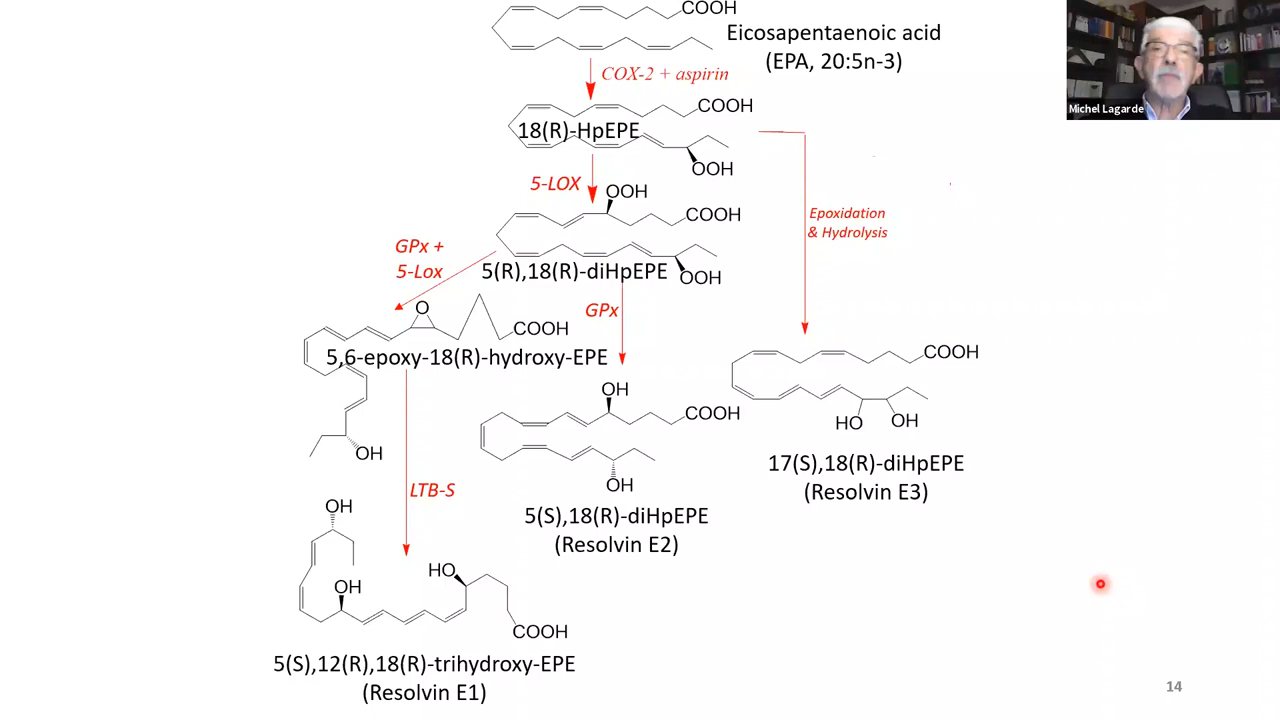 COOH
Eicosapentaenoic acid
(EPA, 20:5n-3)
COX-2 + aspirin
COOH
18(R)-HpEPE
OOH
5-LOX
OOH
COOH
Epoxidation
& Hydrolysis
GPx +
5-Lox
5(R),18(R)-diHpEPE
OOH
GPx
O
COOH
5,6-epoxy-18(R)-hydroxy-EPE
OH
COOH
HO
OH
17(S),18(R)-diHpEPE
(Resolvin E3)
OH
COOH
OH
5(S),18(R)-diHpEPE
(Resolvin E2)
LTB-S
OH
OH
HO
COOH
5(S),12(R),18(R)-trihydroxy-EPE
(Resolvin E1)
Michel Lagarde
14